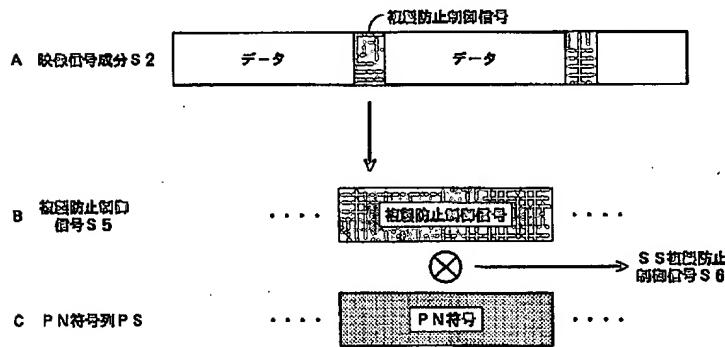 複製防止制御信号
A 映像信号成分S2 データ データ
B 複製防止制御
信号S5
････ 複製防止制御信号 ････
SS複製防止
制御信号S6
C PN符号列PS ････ PN符号 ････